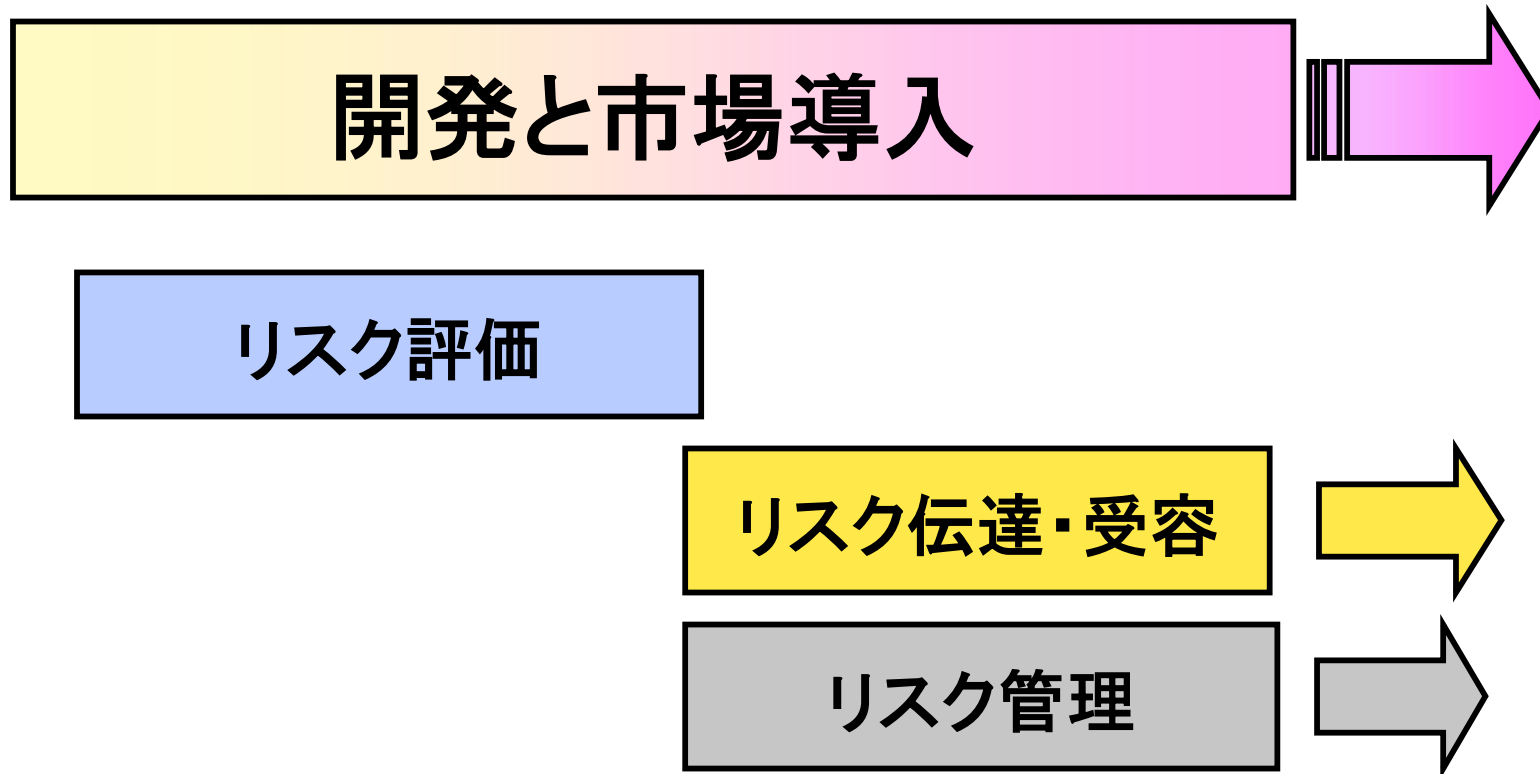 開発と市場導入
リスク評価
リスク伝達・受容
リスク管理